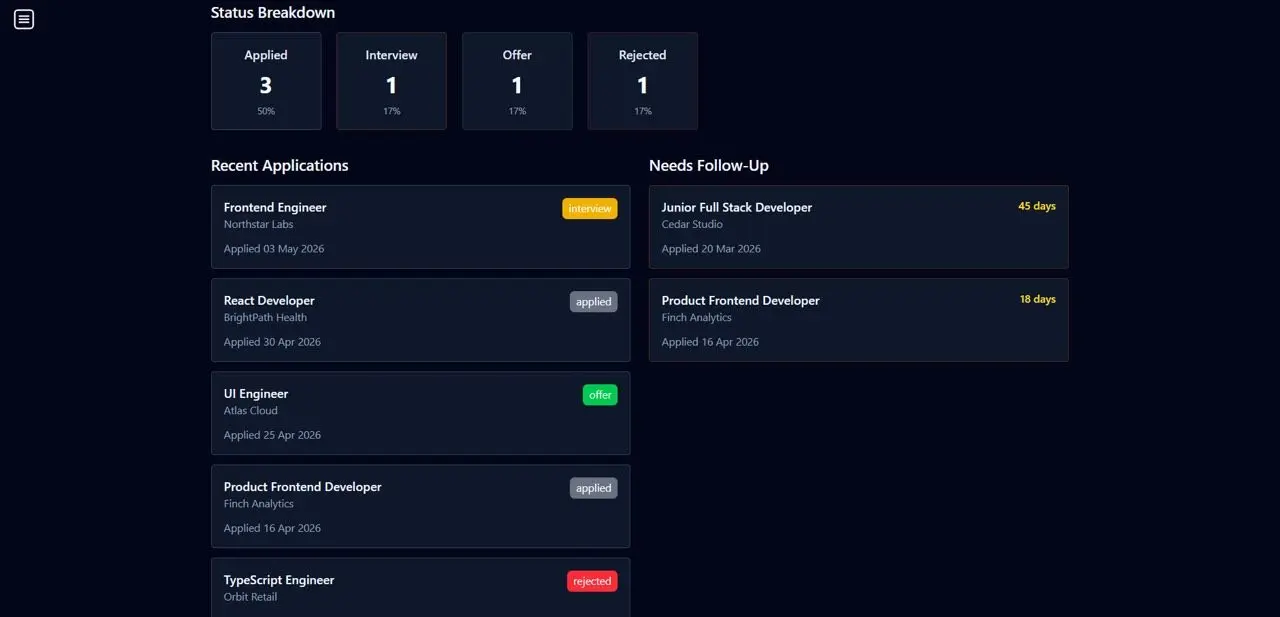 Status Breakdown
Applied
3
50%
Interview
1
17%
Offer
1
17%
Rejected
1
17%
Recent Applications
Frontend Engineer
interview
Northstar Labs
Applied 03 May 2026
React Developer
applied
BrightPath Health
Applied 30 Apr 2026
UI Engineer
offer
Atlas Cloud
Applied 25 Apr 2026
Product Frontend Developer
applied
Finch Analytics
Applied 16 Apr 2026
TypeScript Engineer
rejected
Orbit Retail
Needs Follow-Up
Junior Full Stack Developer
45 days
Cedar Studio
Applied 20 Mar 2026
Product Frontend Developer
18 days
Finch Analytics
Applied 16 Apr 2026